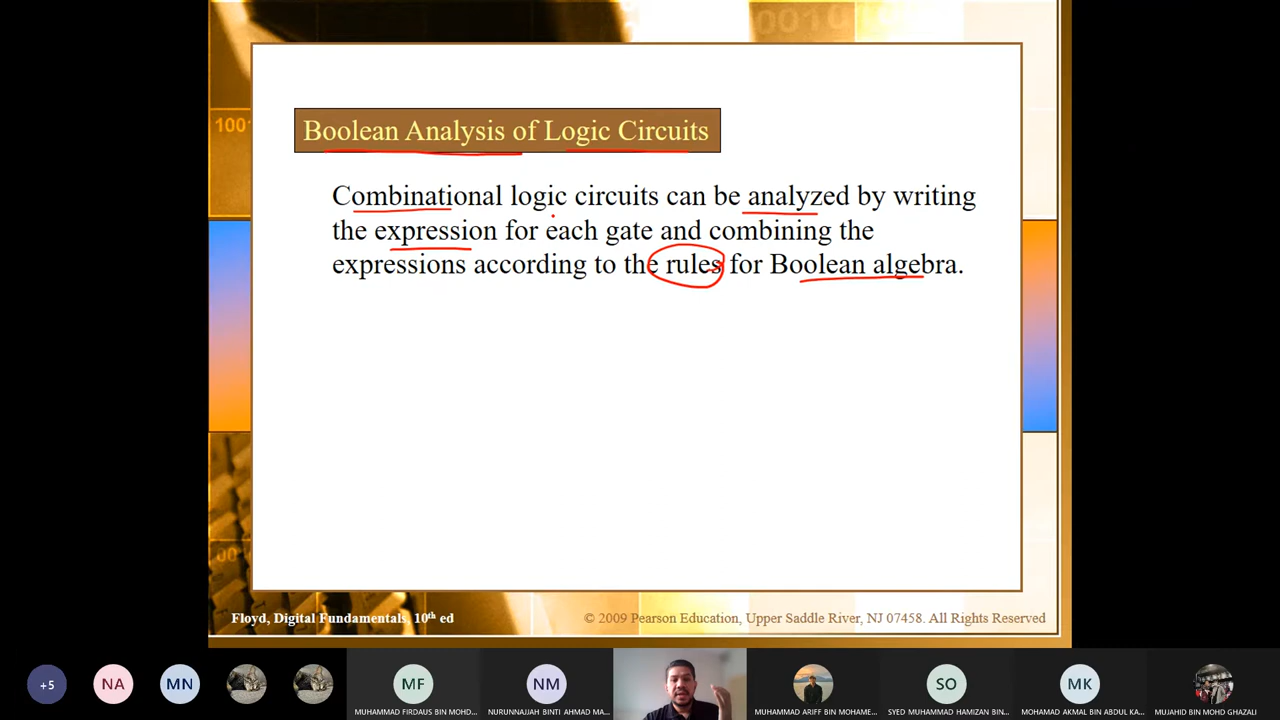 1001
001010
Boolean Analysis of Logic Circuits
Combinational logic circuits can be analyzed by writing
the expression for each gate and combining the
expressions according to the rules for Boolean algebra.
00
Floyd, Digital Fundamentals, 10th ed
© 2009 Pearson Education, Upper Saddle River, NJ 07458. All Rights Reserved
+5
NA
MN
MF
NM
SO
MK
MUHAMMAD FIRDAUS BIN MOHD...
NURUNNAJJAH BINTI AHMAD MA...
MUHAMMAD ARIFF BIN MOHAME...
SYED MUHAMMAD HAMIZAN BIN...
MOHAMAD AKMAL BIN ABDUL KA...
MUJAHID BIN MOHD GHAZALI